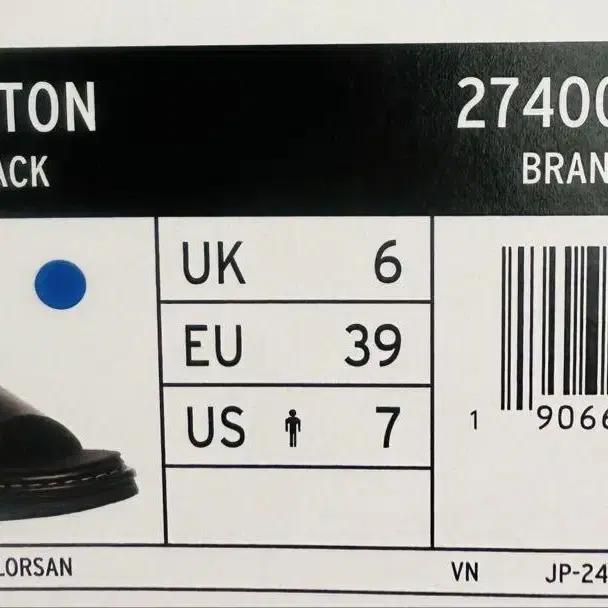 TON
27400
ACK
BRAN
UK 6
EU 39
US 7
1 9066
LORSAN
VN
JP-24